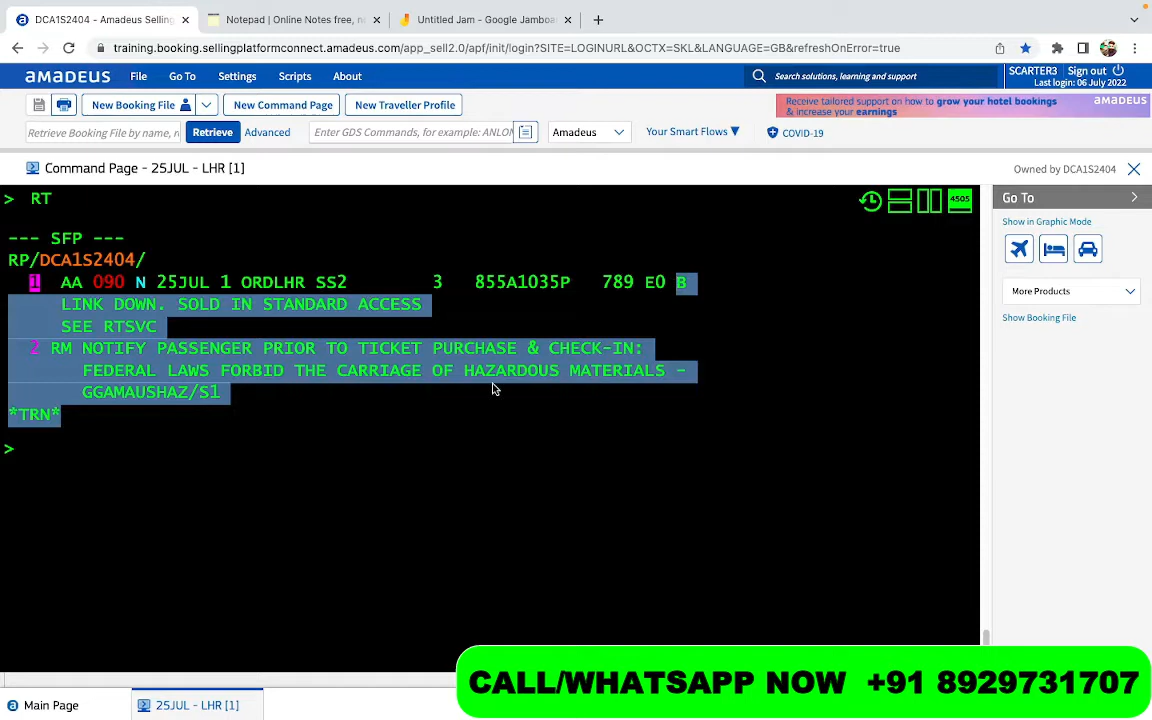 DCA1S2404 - Amadeus Selling
Notepad | Online Notes free, n
Untitled Jam - Google Jamboa
training.booking.sellingplatformconnect.amadeus.com/app_sell2.0/apf/init/login?SITE=LOGINURL&OCTX=SKL&LANGUAGE=GB&refreshOnError=true
amadeus File Go To Settings Scripts About Search solutions, learning and support SCARTER3 Sign out
Last login: 06 July 2022
New Booking File New Command Page New Traveller Profile
Receive tailored support on how to grow your hotel bookings
& increase your earnings
amadeus
Retrieve Booking File by name, r Retrieve Advanced Enter GDS Commands, for example: ANLON Amadeus Your Smart Flows COVID-19
Command Page - 25JUL - LHR [1] Owned by DCA1S2404
> RT
4505
--- SFP ---
RP/DCA1S2404/
1 AA 090 N 25JUL 1 ORDLHR SS2 3 855A1035P 789 E0 B
LINK DOWN. SOLD IN STANDARD ACCESS
SEE RTSVC
2 RM NOTIFY PASSENGER PRIOR TO TICKET PURCHASE & CHECK-IN:
FEDERAL LAWS FORBID THE CARRIAGE OF HAZARDOUS MATERIALS -
GGAMAUSHAZ/S1
*TRN*
>
Go To
Show in Graphic Mode
More Products
Show Booking File
CALL/WHATSAPP NOW +91 8929731707
Main Page 25JUL - LHR [1]